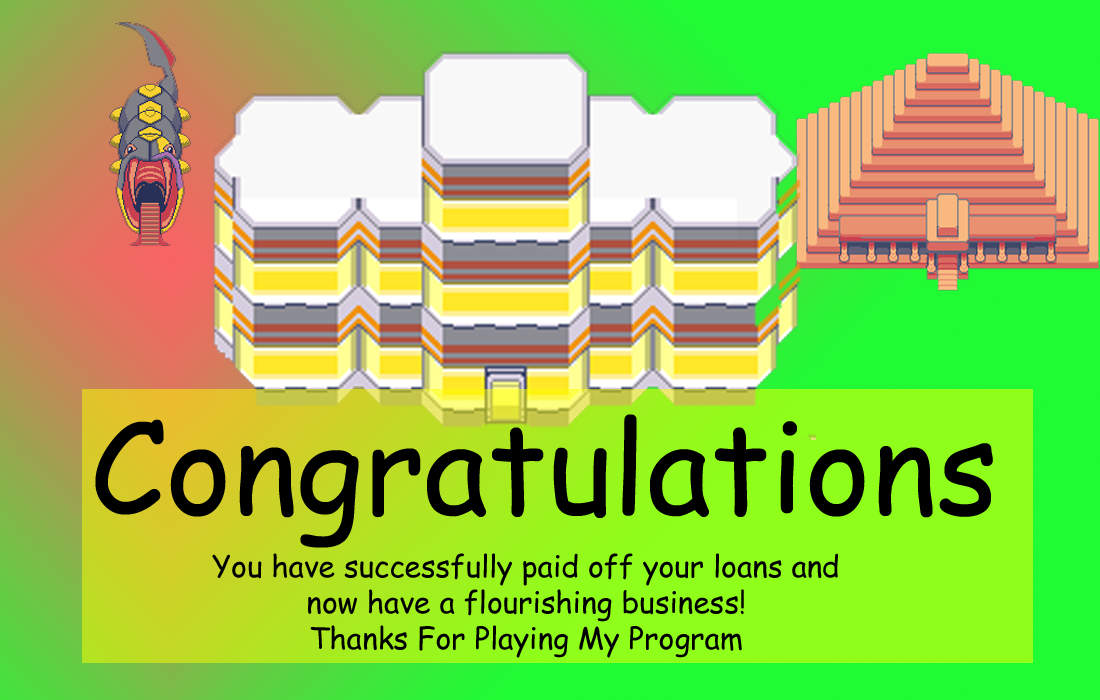 Congratulations
You have successfully paid off your loans and
now have a flourishing business!
Thanks For Playing My Program